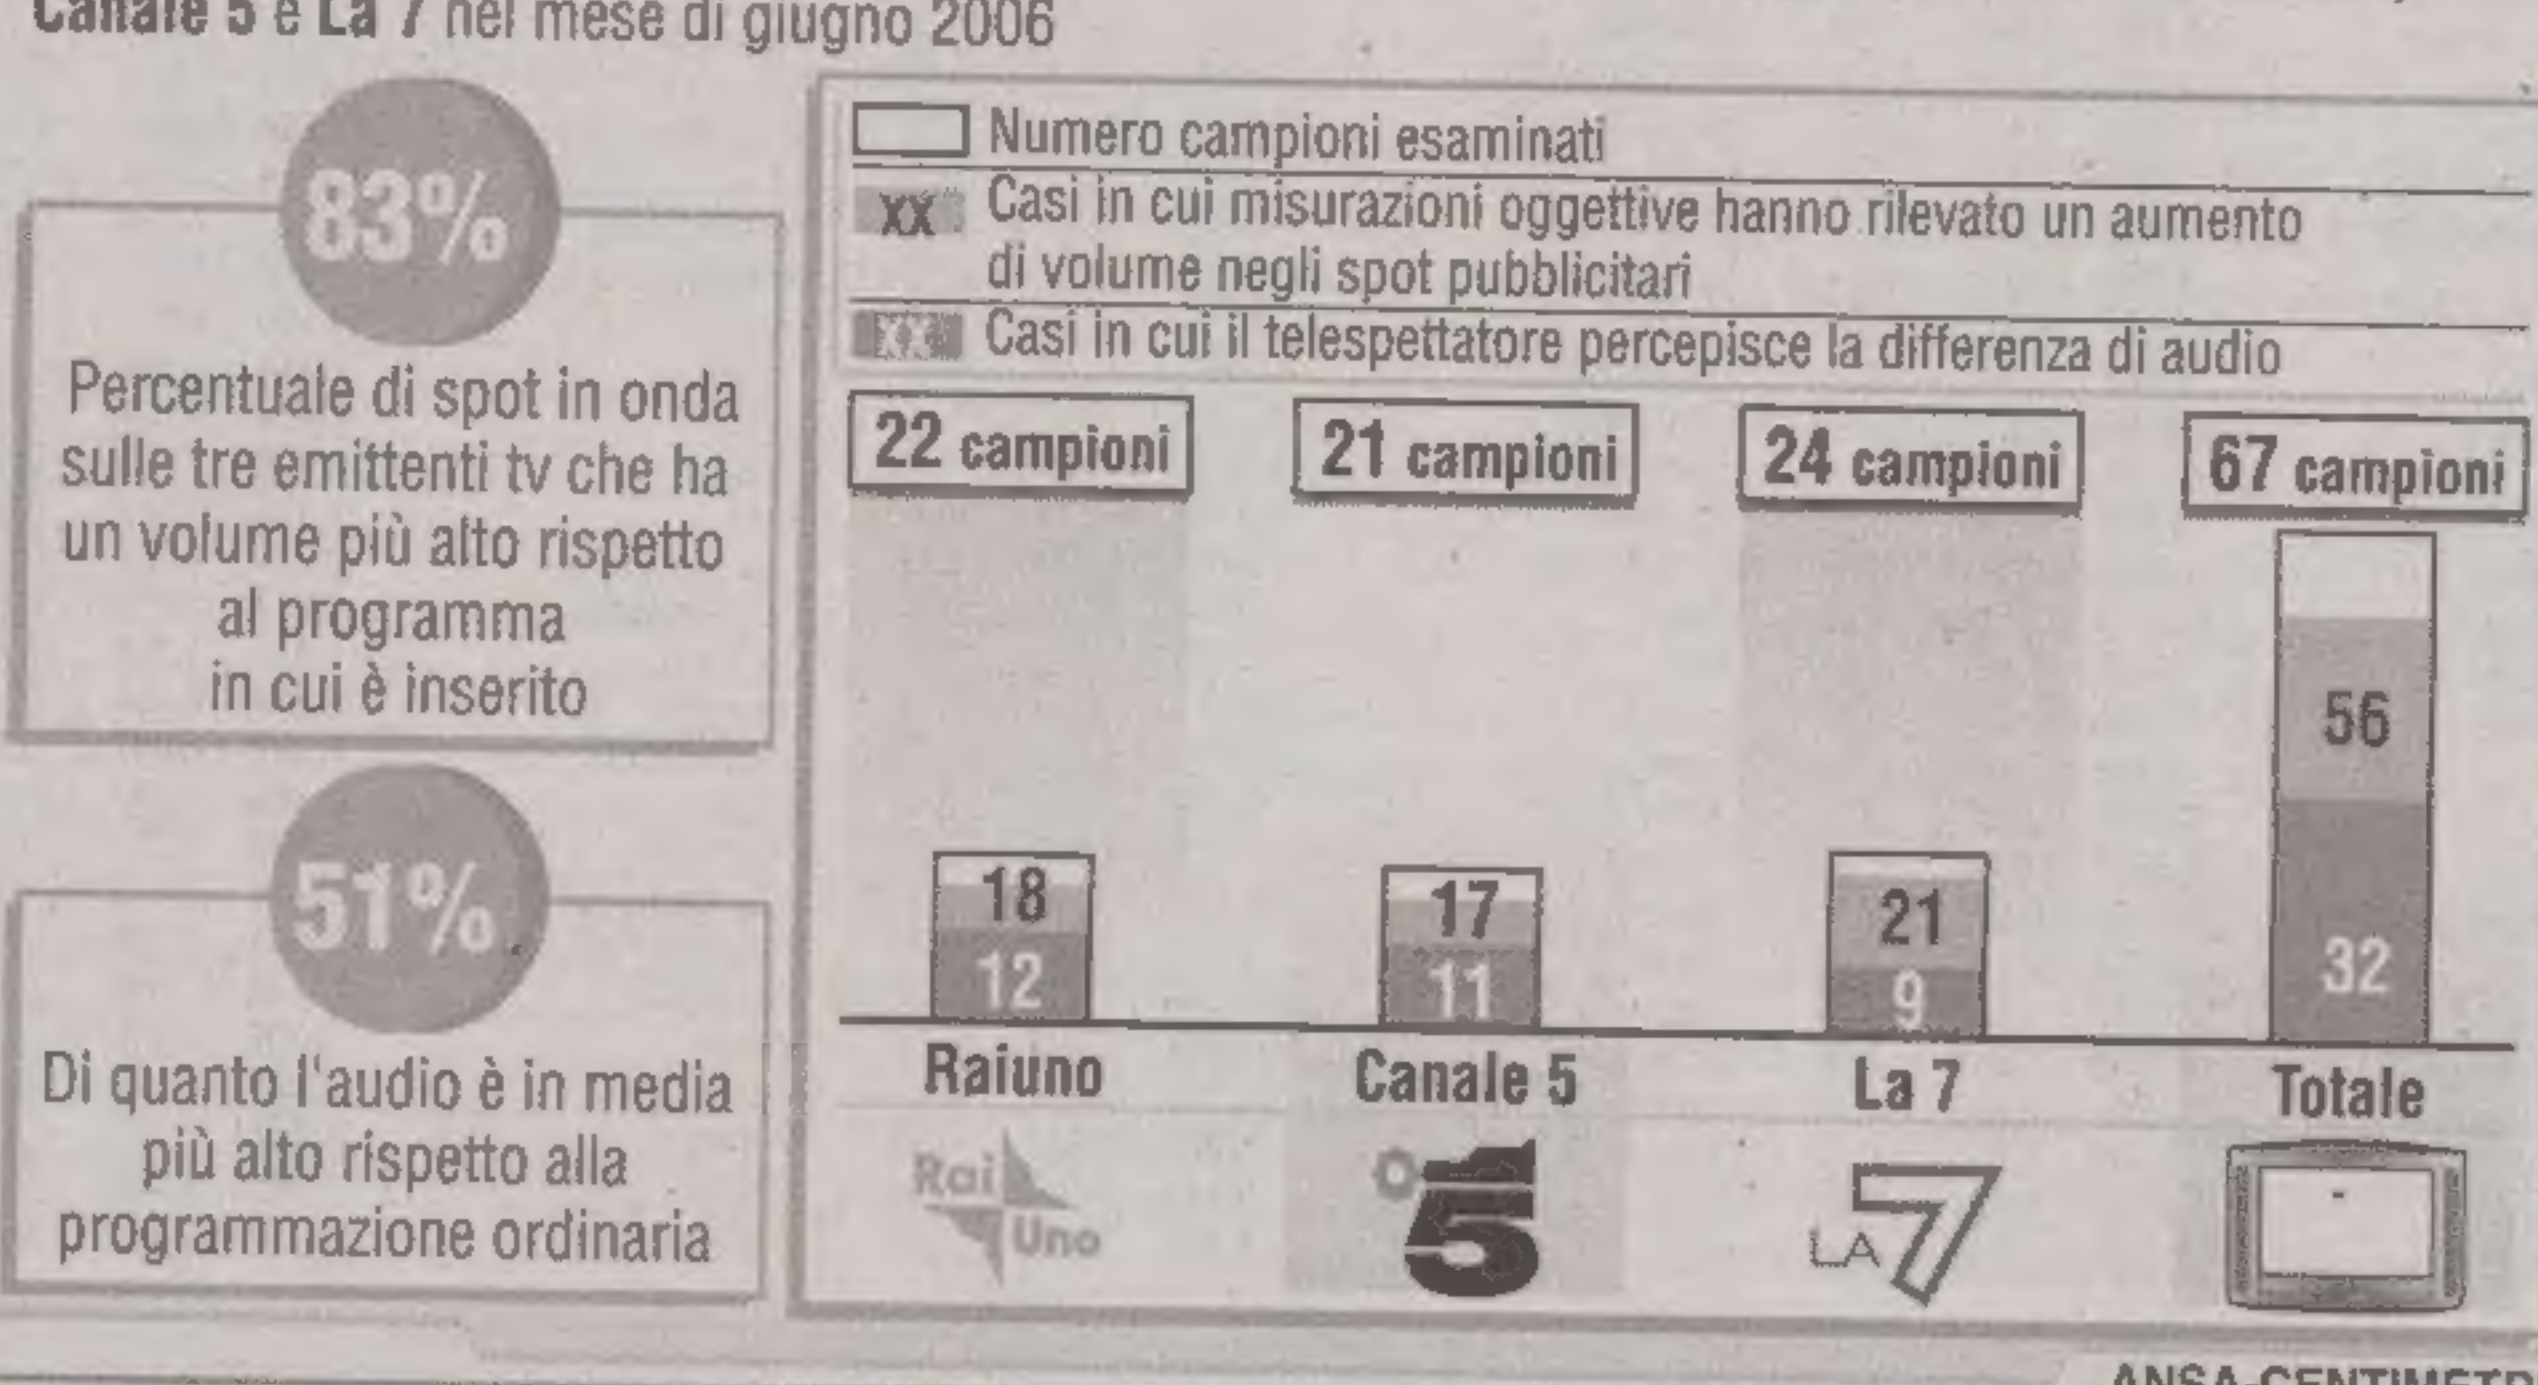 Canale 5 e La 7 nel mese di giugno 2006
83%
Percentuale di spot in onda
sulle tre emittenti tv che ha
un volume più alto rispetto
al programma
in cui è inserito
51%
Di quanto l'audio è in media
più alto rispetto alla
programmazione ordinaria
Numero campioni esaminati
XX Casi in cui misurazioni oggettive hanno rilevato un aumento
di volume negli spot pubblicitari
XX Casi in cui il telespettatore percepisce la differenza di audio
22 campioni 21 campioni 24 campioni 67 campioni
18 17 21 56
12 11 9 32
Raiuno Canale 5 La 7 Totale
Rai Uno 5 LA 7
ANSA-CENTIMETR